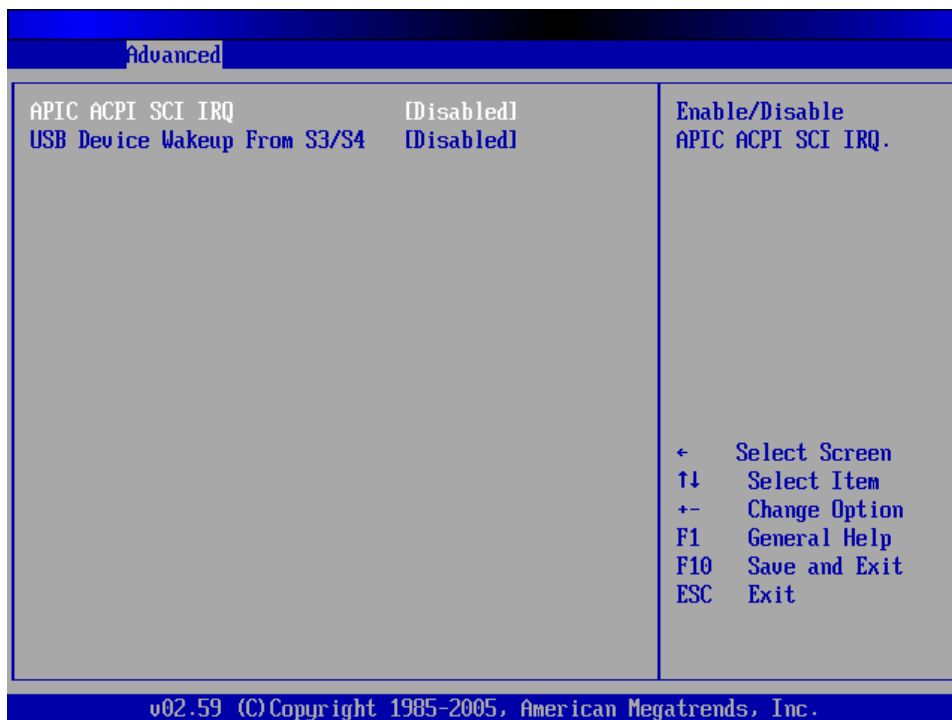 Advanced
APIC ACPI SCI IRQ [Disabled]
USB Device Wakeup From S3/S4 [Disabled]
Enable/Disable
APIC ACPI SCI IRQ.
← Select Screen
↑↓ Select Item
+- Change Option
F1 General Help
F10 Save and Exit
ESC Exit
v02.59 (C)Copyright 1985-2005, American Megatrends, Inc.